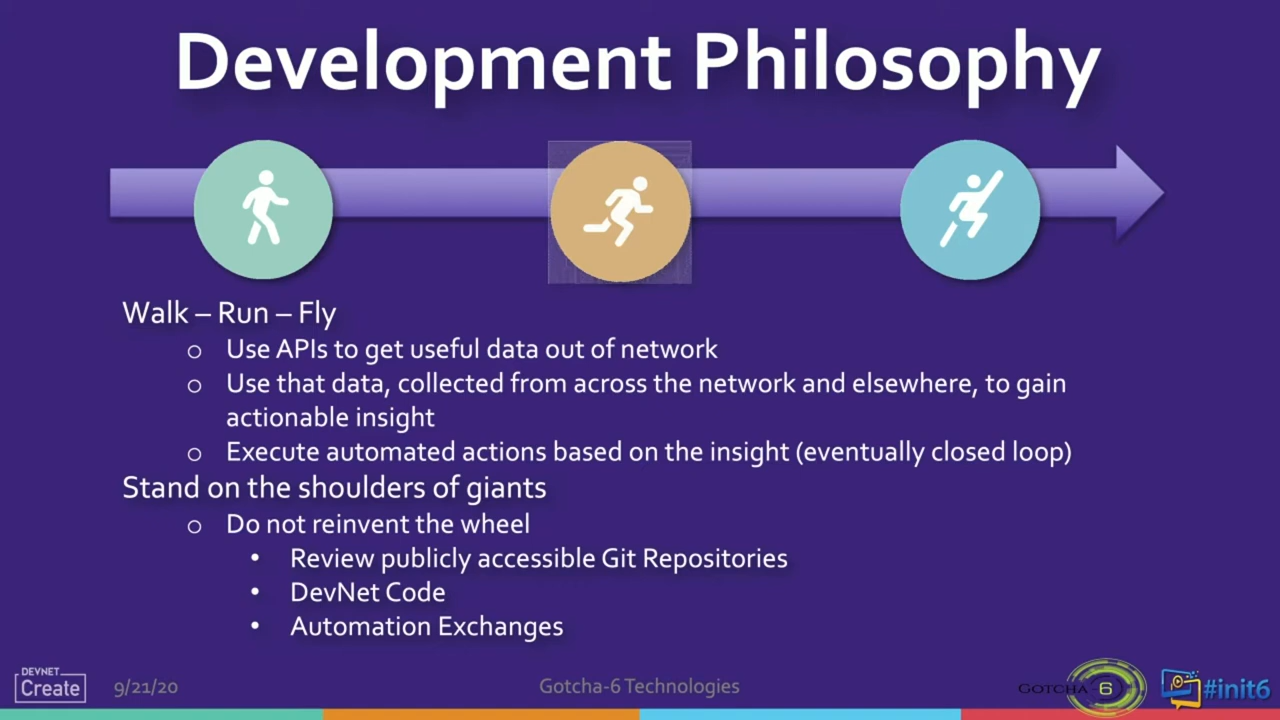 Development Philosophy
Walk – Run – Fly
o Use APIs to get useful data out of network
o Use that data, collected from across the network and elsewhere, to gain
actionable insight
o Execute automated actions based on the insight (eventually closed loop)
Stand on the shoulders of giants
o Do not reinvent the wheel
• Review publicly accessible Git Repositories
• DevNet Code
• Automation Exchanges
DEVNET
Create
9/21/20
Gotcha-6 Technologies
GOTCHA-6
#init6